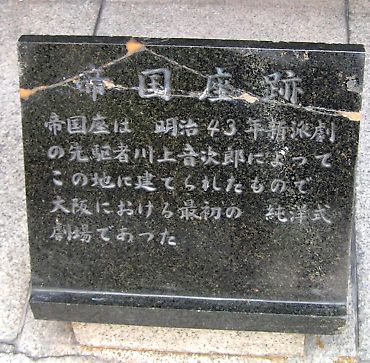 帝国座跡
帝国座は 明治43年新派劇
の先駆者川上音次郎によって
この地に建てられたもので
大阪における最初の 純洋式
劇場であつた